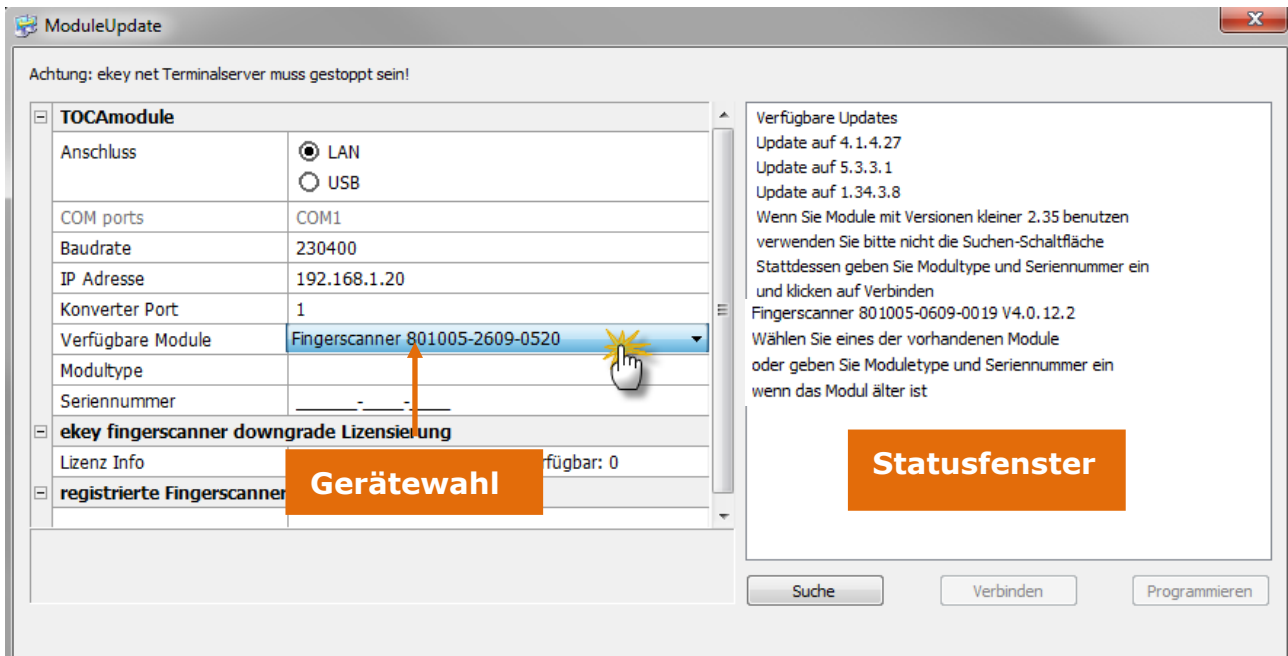 ModuleUpdate
Achtung: ekey net Terminalserver muss gestoppt sein!
TOCAmodule
Anschluss LAN
USB
COM ports COM1
Baudrate 230400
IP Adresse 192.168.1.20
Konverter Port 1
Verfügbare Module Fingerscanner 801005-2609-0520
Modultype
Seriennummer ______-____-____
ekey fingerscanner downgrade Lizensierung
Lizenz Info rfügbar: 0
registrierte Fingerscanner
Gerätewahl
Verfügbare Updates
Update auf 4.1.4.27
Update auf 5.3.3.1
Update auf 1.34.3.8
Wenn Sie Module mit Versionen kleiner 2.35 benutzen
verwenden Sie bitte nicht die Suchen-Schaltfläche
Stattdessen geben Sie Modultype und Seriennummer ein
und klicken auf Verbinden
Fingerscanner 801005-0609-0019 V4.0.12.2
Wählen Sie eines der vorhandenen Module
oder geben Sie Moduletype und Seriennummer ein
wenn das Modul älter ist
Statusfenster
Suche Verbinden Programmieren